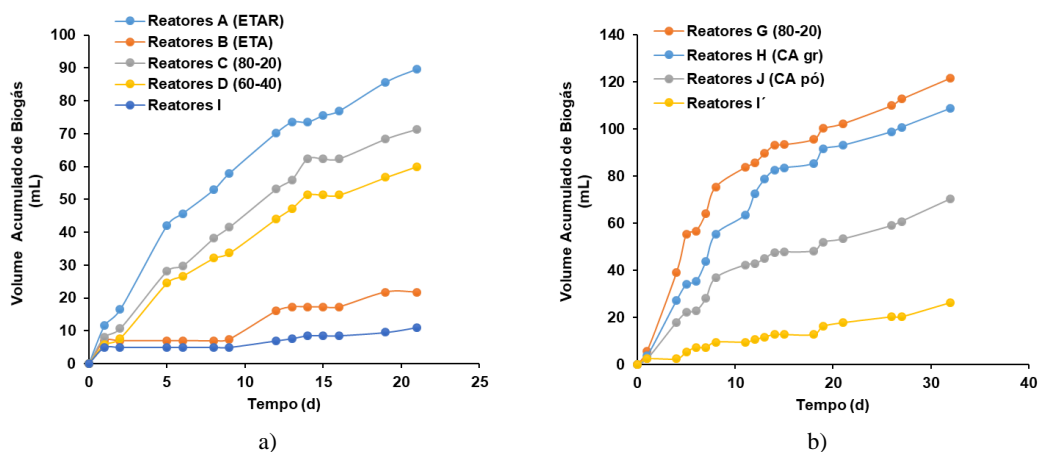 Reatores A (ETAR)
Reatores B (ETA)
Reatores C (80-20)
Reatores D (60-40)
Reatores I
100
90
80
70
60
50
40
30
20
10
0
0 5 10 15 20 25
Volume Acumulado de Biogás
(mL)
Tempo (d)
a)
Reatores G (80-20)
Reatores H (CA gr)
Reatores J (CA pó)
Reatores I´
140
120
100
80
60
40
20
0
0 10 20 30 40
Volume Acumulado de Biogás
(mL)
Tempo (d)
b)